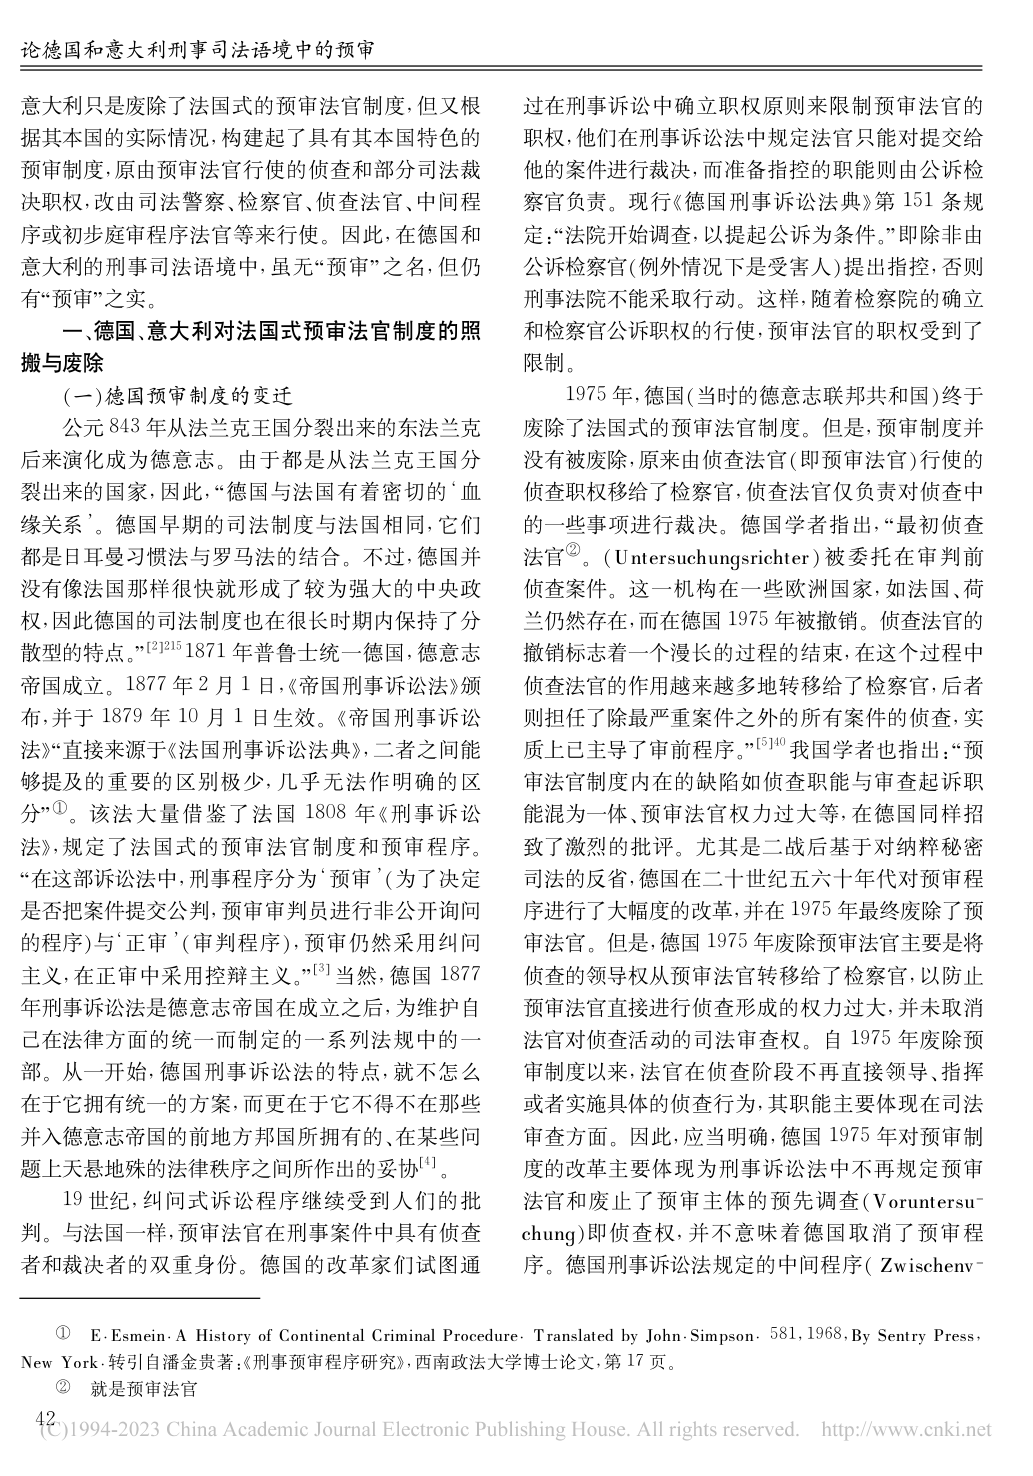 论德国和意大利刑事司法语境中的预审
意大利只是废除了法国式的预审法官制度,但又根
据其本国的实际情况,构建起了具有其本国特色的
预审制度,原由预审法官行使的侦查和部分司法裁
决职权,改由司法警察、检察官、侦查法官、中间程
序或初步庭审程序法官等来行使。因此,在德国和
意大利的刑事司法语境中,虽无“预审”之名,但仍
有“预审”之实。
一、德国、意大利对法国式预审法官制度的照
搬与废除
(一)德国预审制度的变迁
公元 843 年从法兰克王国分裂出来的东法兰克
后来演化成为德意志。由于都是从法兰克王国分
裂出来的国家,因此,“德国与法国有着密切的‘血
缘关系’。德国早期的司法制度与法国相同,它们
都是日耳曼习惯法与罗马法的结合。不过,德国并
没有像法国那样很快就形成了较为强大的中央政
权,因此德国的司法制度也在很长时期内保持了分
散型的特点。”[2]215 1871 年普鲁士统一德国,德意志
帝国成立。1877 年 2 月 1 日,《帝国刑事诉讼法》颁
布,并于 1879 年 10 月 1 日生效。《帝国刑事诉讼
法》“直接来源于《法国刑事诉讼法典》,二者之间能
够提及的重要的区别极少,几乎无法作明确的区
分”①。该法大量借鉴了法国 1808 年《刑事诉讼
法》,规定了法国式的预审法官制度和预审程序。
“在这部诉讼法中,刑事程序分为‘预审’(为了决定
是否把案件提交公判,预审审判员进行非公开询问
的程序)与‘正审’(审判程序),预审仍然采用纠问
主义,在正审中采用控辩主义。”[3] 当然,德国 1877
年刑事诉讼法是德意志帝国在成立之后,为维护自
己在法律方面的统一而制定的一系列法规中的一
部。从一开始,德国刑事诉讼法的特点,就不怎么
在于它拥有统一的方案,而更在于它不得不在那些
并入德意志帝国的前地方邦国所拥有的、在某些问
题上天悬地殊的法律秩序之间所作出的妥协[4]。
19 世纪,纠问式诉讼程序继续受到人们的批
判。与法国一样,预审法官在刑事案件中具有侦查
者和裁决者的双重身份。德国的改革家们试图通
过在刑事诉讼中确立职权原则来限制预审法官的
职权,他们在刑事诉讼法中规定法官只能对提交给
他的案件进行裁决,而准备指控的职能则由公诉检
察官负责。现行《德国刑事诉讼法典》第 151 条规
定:“法院开始调查,以提起公诉为条件。”即除非由
公诉检察官(例外情况下是受害人)提出指控,否则
刑事法院不能采取行动。这样,随着检察院的确立
和检察官公诉职权的行使,预审法官的职权受到了
限制。
1975 年,德国(当时的德意志联邦共和国)终于
废除了法国式的预审法官制度。但是,预审制度并
没有被废除,原来由侦查法官(即预审法官)行使的
侦查职权移给了检察官,侦查法官仅负责对侦查中
的一些事项进行裁决。德国学者指出,“最初侦查
法官②。(Untersuchungsrichter)被委托在审判前
侦查案件。这一机构在一些欧洲国家,如法国、荷
兰仍然存在,而在德国 1975 年被撤销。侦查法官的
撤销标志着一个漫长的过程的结束,在这个过程中
侦查法官的作用越来越多地转移给了检察官,后者
则担任了除最严重案件之外的所有案件的侦查,实
质上已主导了审前程序。”[5]40 我国学者也指出:“预
审法官制度内在的缺陷如侦查职能与审查起诉职
能混为一体、预审法官权力过大等,在德国同样招
致了激烈的批评。尤其是二战后基于对纳粹秘密
司法的反省,德国在二十世纪五六十年代对预审程
序进行了大幅度的改革,并在 1975 年最终废除了预
审法官。但是,德国 1975 年废除预审法官主要是将
侦查的领导权从预审法官转移给了检察官,以防止
预审法官直接进行侦查形成的权力过大,并未取消
法官对侦查活动的司法审查权。自 1975 年废除预
审制度以来,法官在侦查阶段不再直接领导、指挥
或者实施具体的侦查行为,其职能主要体现在司法
审查方面。因此,应当明确,德国 1975 年对预审制
度的改革主要体现为刑事诉讼法中不再规定预审
法官和废止了预审主体的预先调查(Voruntersu-
chung)即侦查权,并不意味着德国取消了预审程
序。德国刑事诉讼法规定的中间程序( Zwischenv-
① E·Esmein·A History of Continental Criminal Procedure· Translated by John·Simpson· 581,1968,By Sentry Press,
New York·转引自潘金贵著:《刑事预审程序研究》,西南政法大学博士论文,第 17 页。
② 就是预审法官
42
(C)1994-2023 China Academic Journal Electronic Publishing House. All rights reserved. http://www.cnki.net